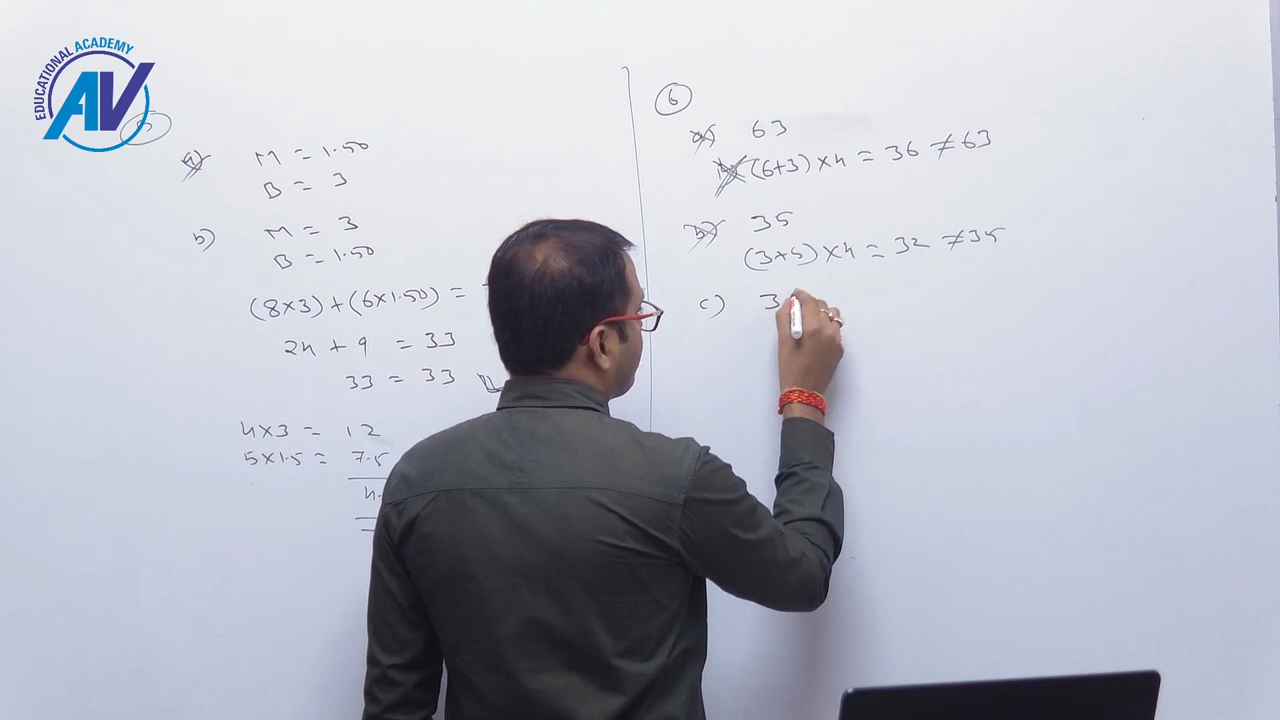 EDUCATIONAL ACADEMY
AV
5
a) M = 1.50
B = 3
b) M = 3
B = 1.50
(8×3) + (6×1.50) =
24 + 9 = 33
33 = 33
4×3 = 12
5×1.5 = 7.5
4.
6
a) 63
(6+3) × 4 = 36 ≠ 63
b) 35
(3+5) × 4 = 32 ≠ 35
c) 3